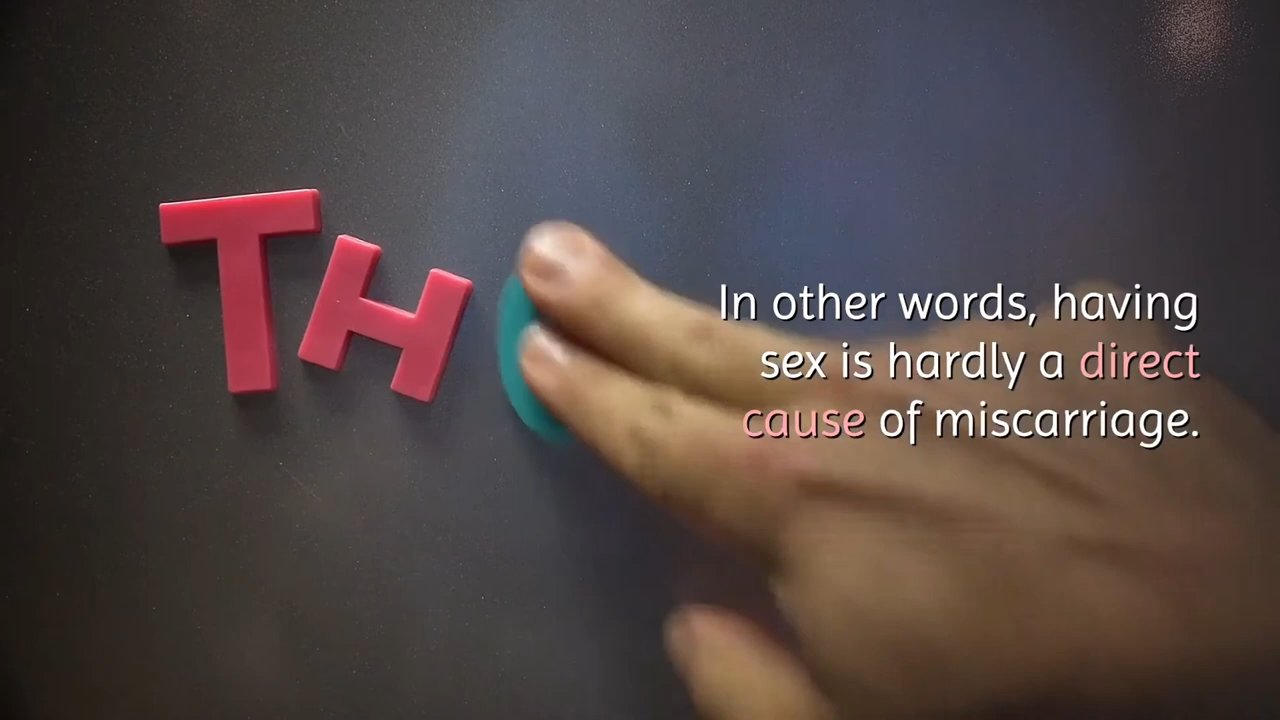 TH
In other words, having
sex is hardly a direct
cause of miscarriage.